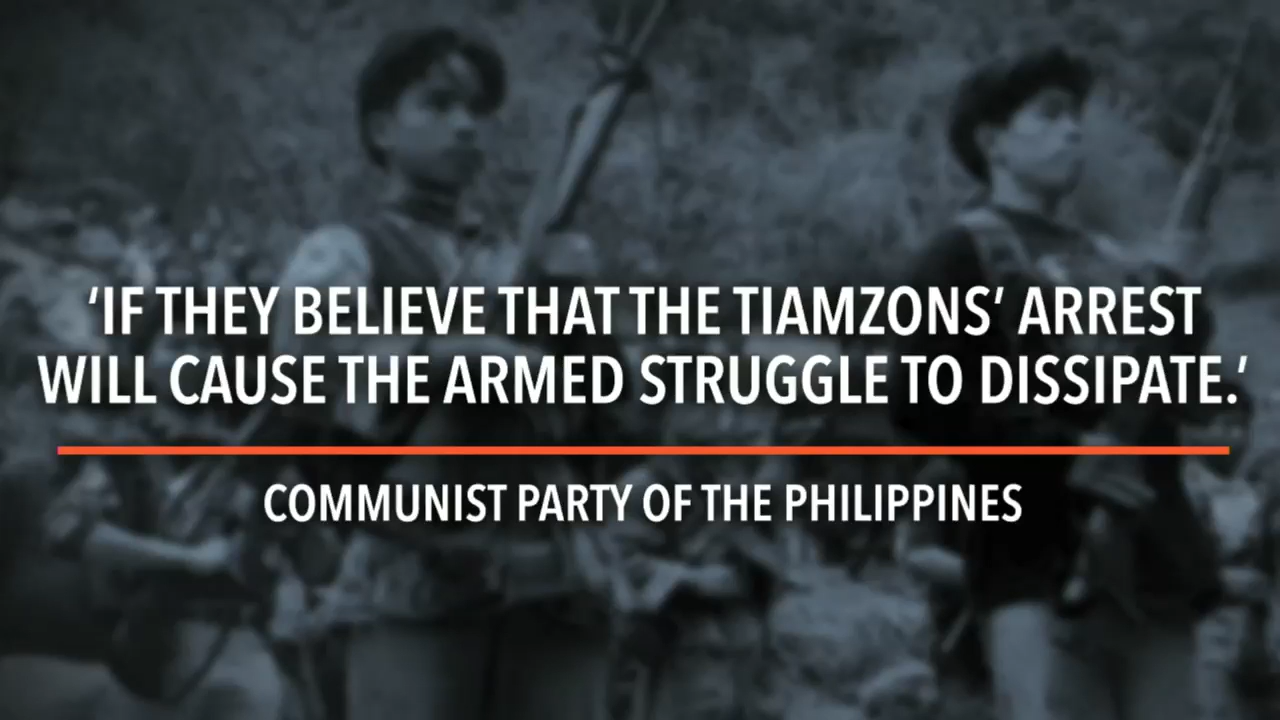 ‘IF THEY BELIEVE THAT THE TIAMZONS’ ARREST
WILL CAUSE THE ARMED STRUGGLE TO DISSIPATE.’
COMMUNIST PARTY OF THE PHILIPPINES